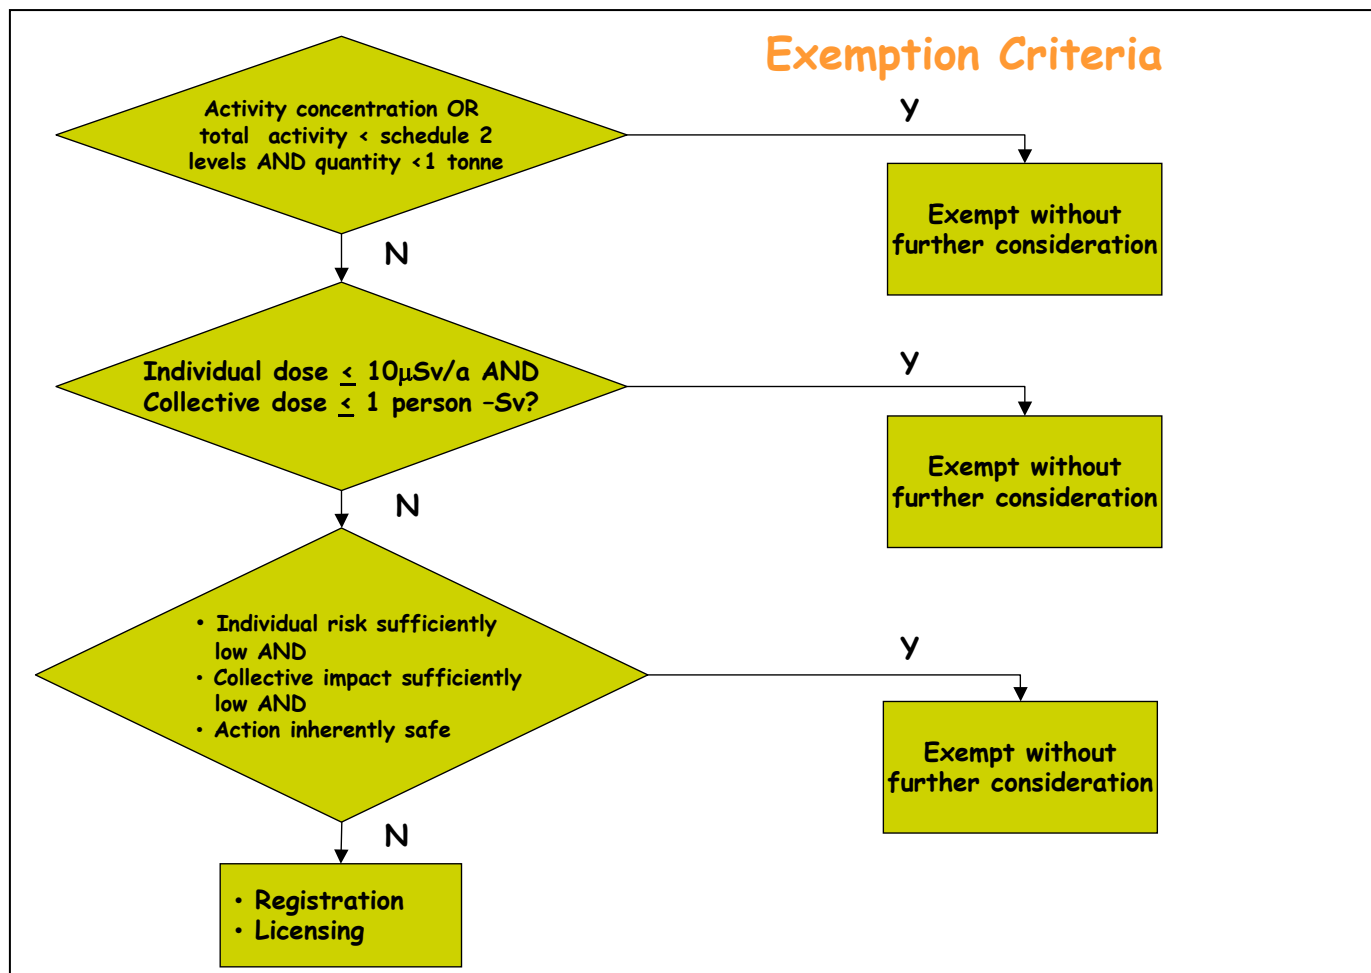 Exemption Criteria
Activity concentration OR
total activity < schedule 2
levels AND quantity <1 tonne
Y
Exempt without
further consideration
N
Individual dose ≤ 10μSv/a AND
Collective dose ≤ 1 person –Sv?
Y
Exempt without
further consideration
N
• Individual risk sufficiently
low AND
• Collective impact sufficiently
low AND
• Action inherently safe
Y
Exempt without
further consideration
N
• Registration
• Licensing